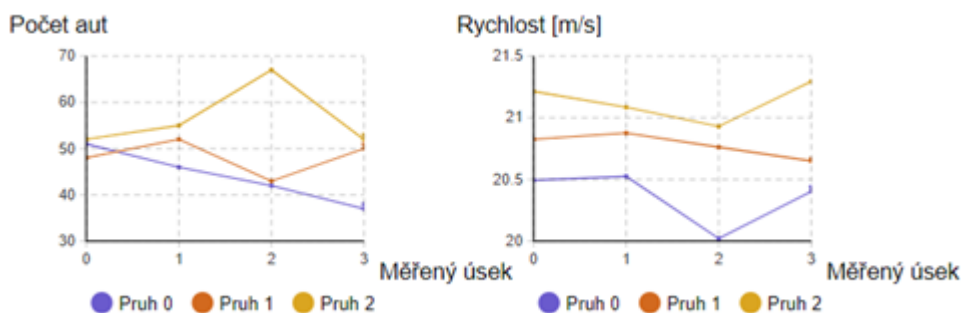 Počet aut
70
60
50
40
30
0 1 2 3
Měřený úsek
Pruh 0 Pruh 1 Pruh 2
Rychlost [m/s]
21.5
21
20.5
20
0 1 2 3
Měřený úsek
Pruh 0 Pruh 1 Pruh 2